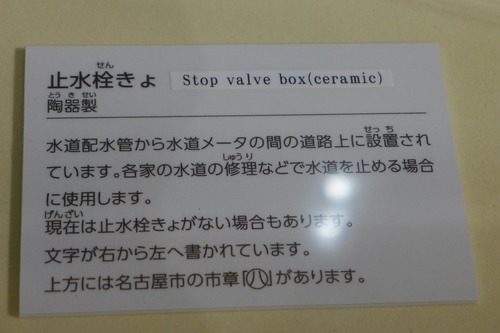 止水栓きょ Stop valve box(ceramic)
陶器製
水道配水管から水道メータの間の道路上に設置され
ています。各家の水道の修理などで水道を止める場合
に使用します。
現在は止水栓きょがない場合もあります。
文字が右から左へ書かれています。
上方には名古屋市の市章「㊇」があります。